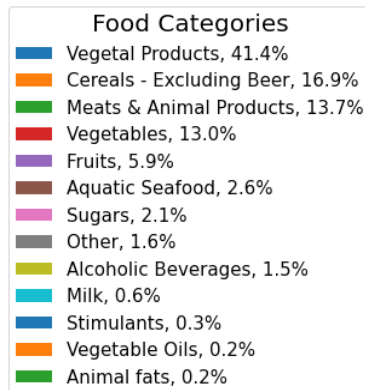 Food Categories
Vegetal Products, 41.4%
Cereals - Excluding Beer, 16.9%
Meats & Animal Products, 13.7%
Vegetables, 13.0%
Fruits, 5.9%
Aquatic Seafood, 2.6%
Sugars, 2.1%
Other, 1.6%
Alcoholic Beverages, 1.5%
Milk, 0.6%
Stimulants, 0.3%
Vegetable Oils, 0.2%
Animal fats, 0.2%